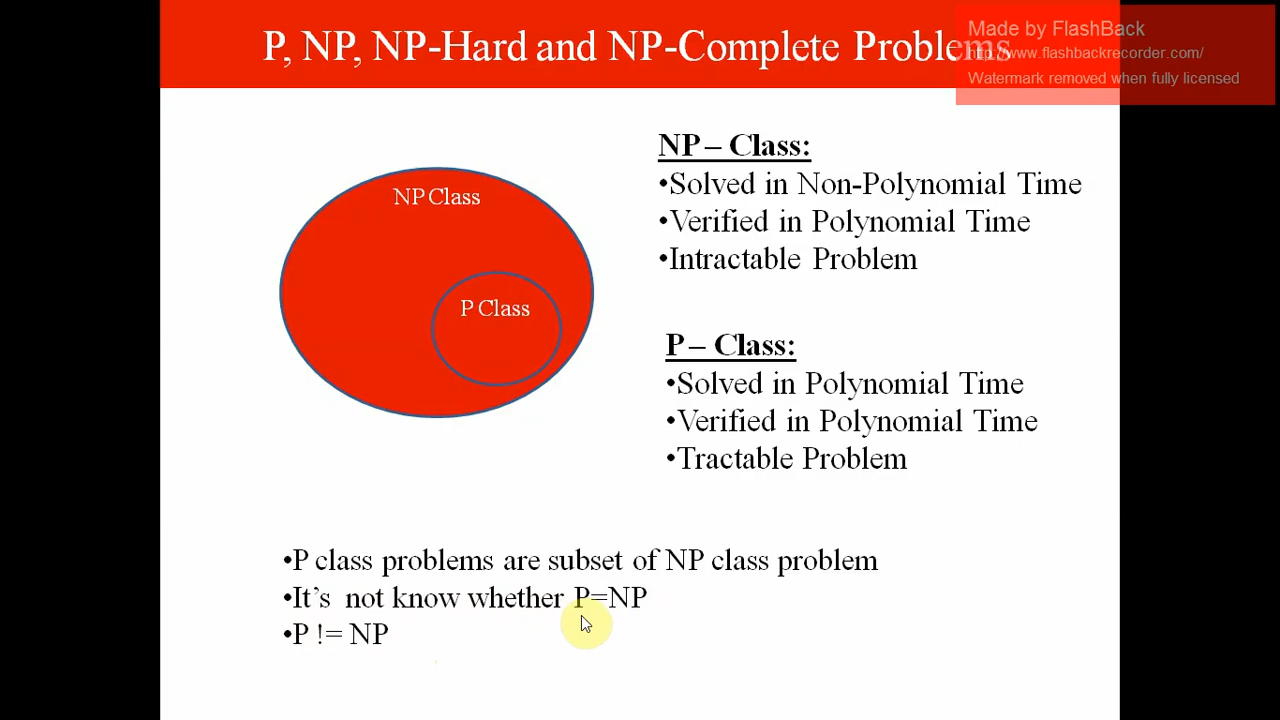 P, NP, NP-Hard and NP-Complete Problems
Made by FlashBack
http://www.flashbackrecorder.com/
Watermark removed when fully licensed
NP Class
P Class
NP – Class:
•Solved in Non-Polynomial Time
•Verified in Polynomial Time
•Intractable Problem
P – Class:
•Solved in Polynomial Time
•Verified in Polynomial Time
•Tractable Problem
•P class problems are subset of NP class problem
•It’s not know whether P=NP
•P != NP